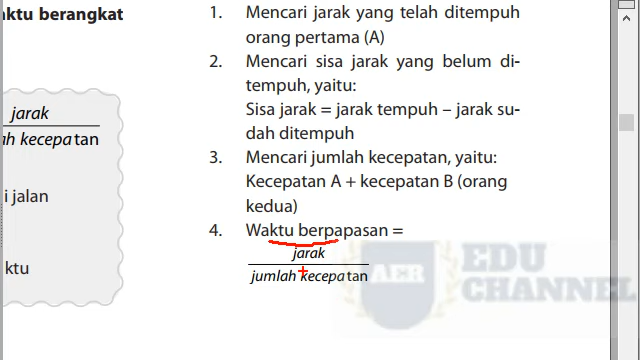 aktu berangkat
jarak
ah kecepatan
i jalan
ktu
1. Mencari jarak yang telah ditempuh
orang pertama (A)
2. Mencari sisa jarak yang belum di-
tempuh, yaitu:
Sisa jarak = jarak tempuh – jarak su-
dah ditempuh
3. Mencari jumlah kecepatan, yaitu:
Kecepatan A + kecepatan B (orang
kedua)
4. Waktu berpapasan =
jarak
jumlah kecepatan
AER EDU
CHANNEL